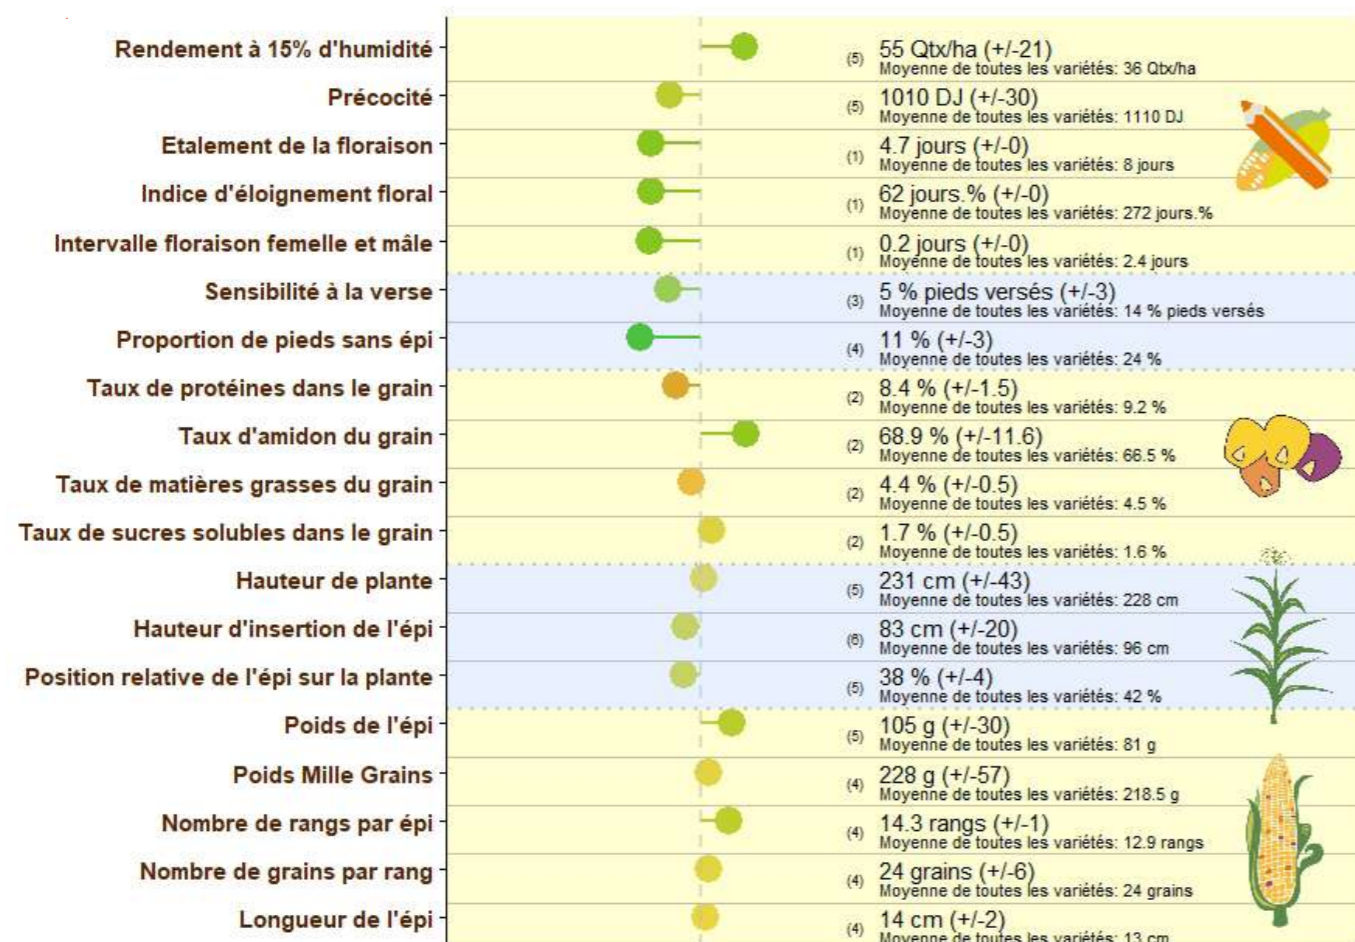 Rendement à 15% d'humidité
(5) 55 Qtx/ha (+/-21)
Moyenne de toutes les variétés: 36 Qtx/ha
Précocité
(5) 1010 DJ (+/-30)
Moyenne de toutes les variétés: 1110 DJ
Etalement de la floraison
(1) 4.7 jours (+/-0)
Moyenne de toutes les variétés: 8 jours
Indice d'éloignement floral
(1) 62 jours.% (+/-0)
Moyenne de toutes les variétés: 272 jours.%
Intervalle floraison femelle et mâle
(1) 0.2 jours (+/-0)
Moyenne de toutes les variétés: 2.4 jours
Sensibilité à la verse
(3) 5 % pieds versés (+/-3)
Moyenne de toutes les variétés: 14 % pieds versés
Proportion de pieds sans épi
(4) 11 % (+/-3)
Moyenne de toutes les variétés: 24 %
Taux de protéines dans le grain
(2) 8.4 % (+/-1.5)
Moyenne de toutes les variétés: 9.2 %
Taux d'amidon du grain
(2) 68.9 % (+/-11.6)
Moyenne de toutes les variétés: 66.5 %
Taux de matières grasses du grain
(2) 4.4 % (+/-0.5)
Moyenne de toutes les variétés: 4.5 %
Taux de sucres solubles dans le grain
(2) 1.7 % (+/-0.5)
Moyenne de toutes les variétés: 1.6 %
Hauteur de plante
(5) 231 cm (+/-43)
Moyenne de toutes les variétés: 228 cm
Hauteur d'insertion de l'épi
(6) 83 cm (+/-20)
Moyenne de toutes les variétés: 96 cm
Position relative de l'épi sur la plante
(5) 38 % (+/-4)
Moyenne de toutes les variétés: 42 %
Poids de l'épi
(5) 105 g (+/-30)
Moyenne de toutes les variétés: 81 g
Poids Mille Grains
(4) 228 g (+/-57)
Moyenne de toutes les variétés: 218.5 g
Nombre de rangs par épi
(4) 14.3 rangs (+/-1)
Moyenne de toutes les variétés: 12.9 rangs
Nombre de grains par rang
(4) 24 grains (+/-6)
Moyenne de toutes les variétés: 24 grains
Longueur de l'épi
(4) 14 cm (+/-2)
Moyenne de toutes les variétés: 13 cm